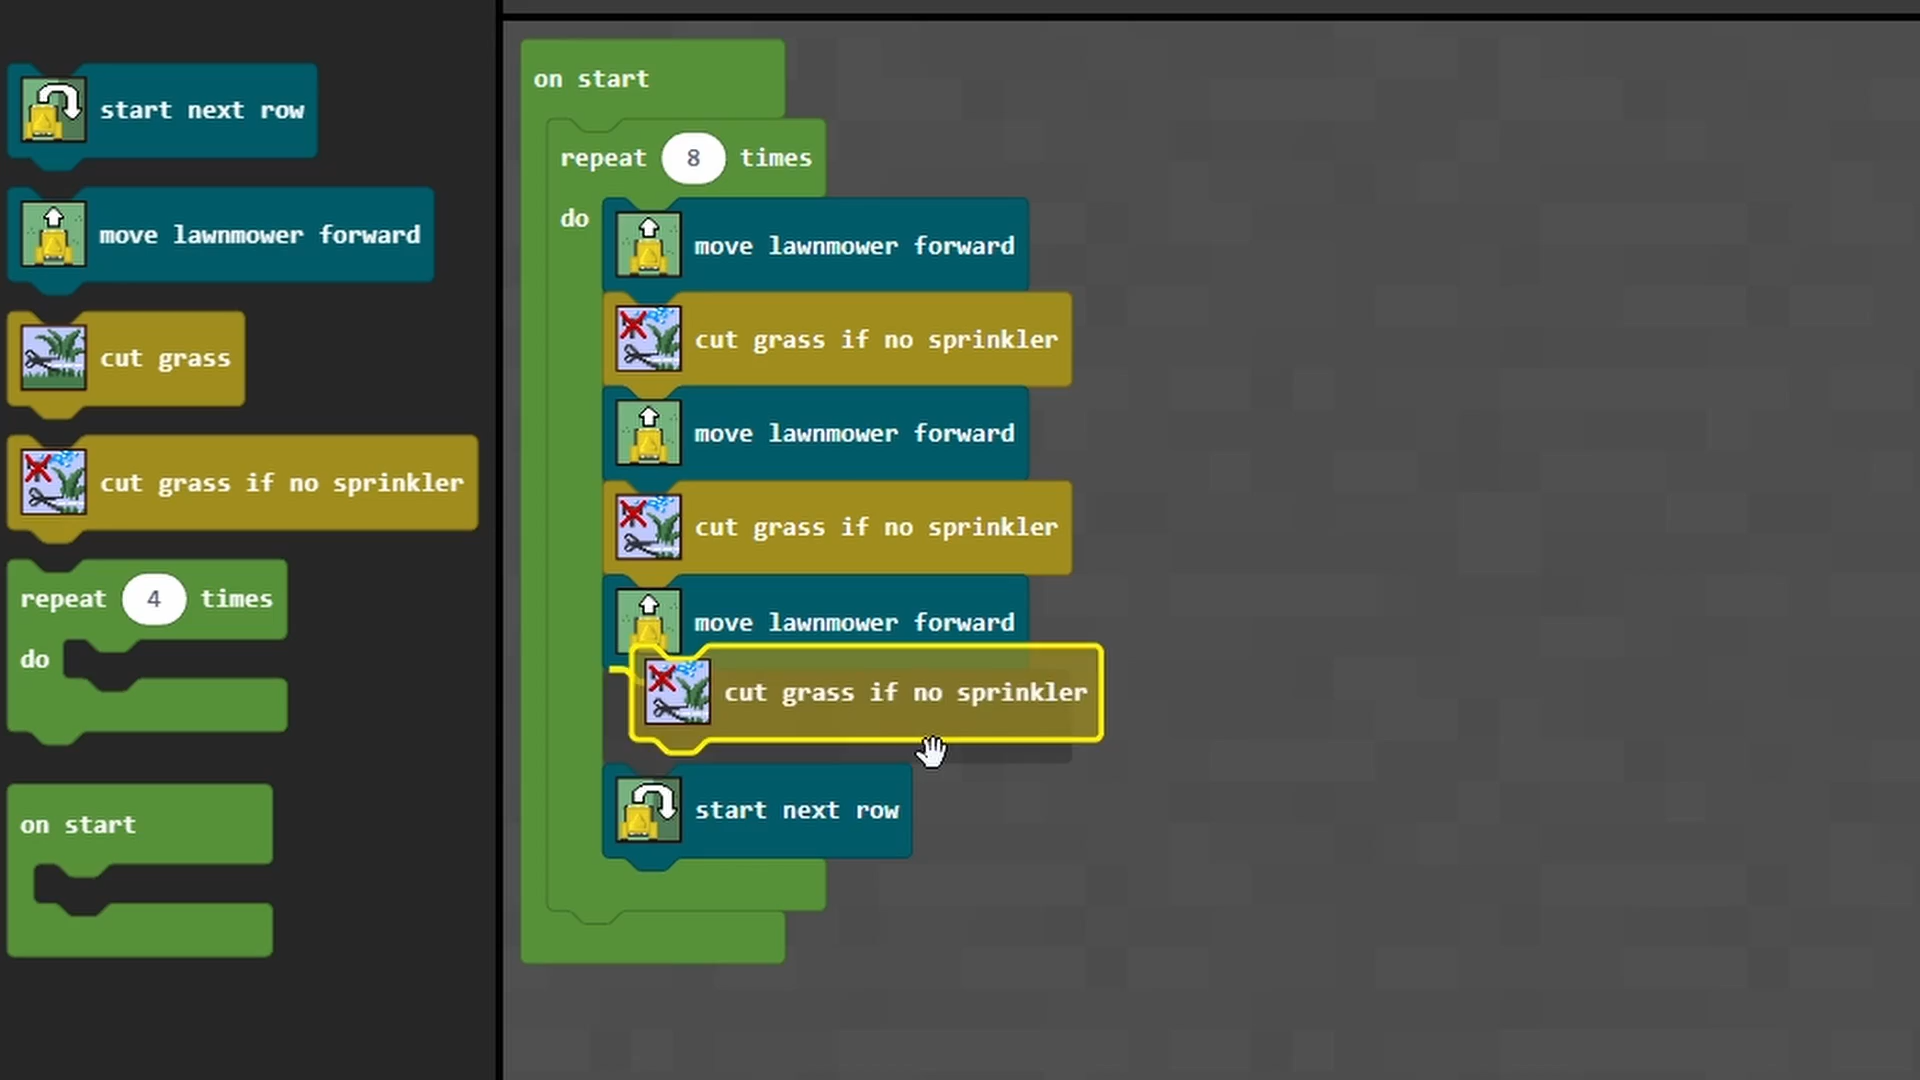 start next row
move lawnmower forward
cut grass
cut grass if no sprinkler
repeat 4 times
do
on start
on start
repeat 8 times
do
move lawnmower forward
cut grass if no sprinkler
move lawnmower forward
cut grass if no sprinkler
move lawnmower forward
cut grass if no sprinkler
start next row